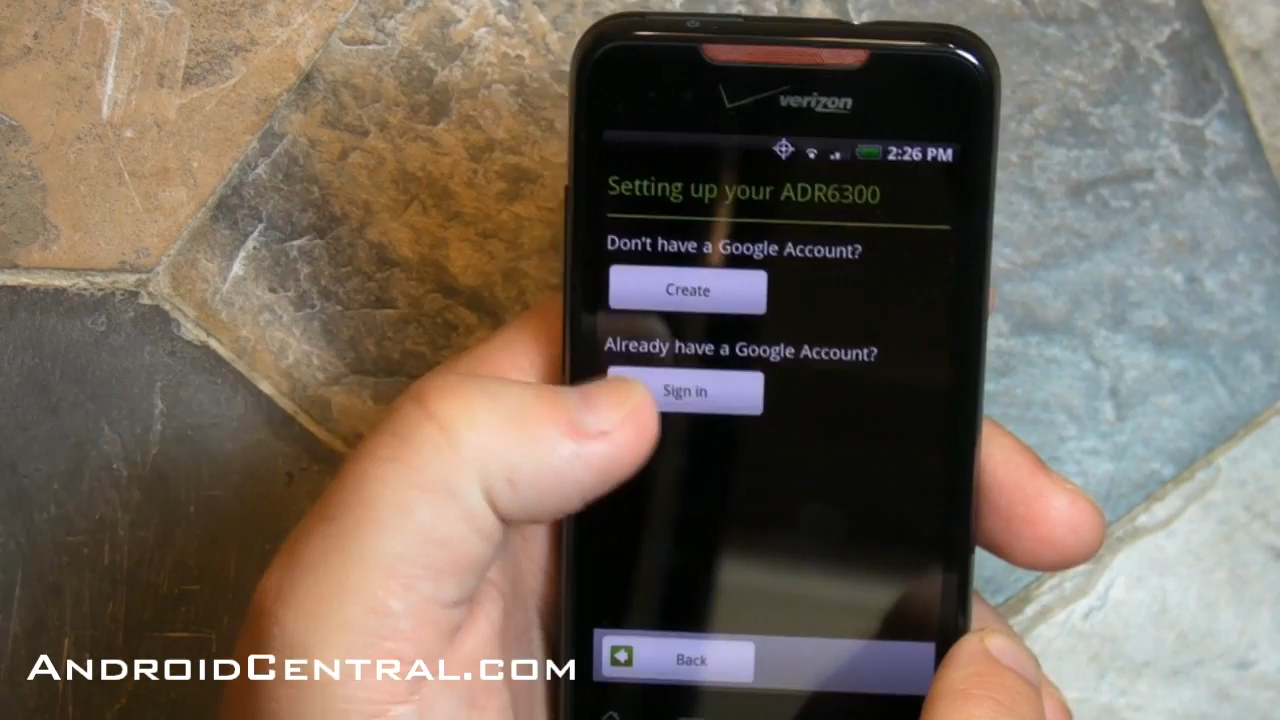 verizon
2:26 PM
Setting up your ADR6300
Don't have a Google Account?
Create
Already have a Google Account?
Sign in
Back
ANDROIDCENTRAL.COM